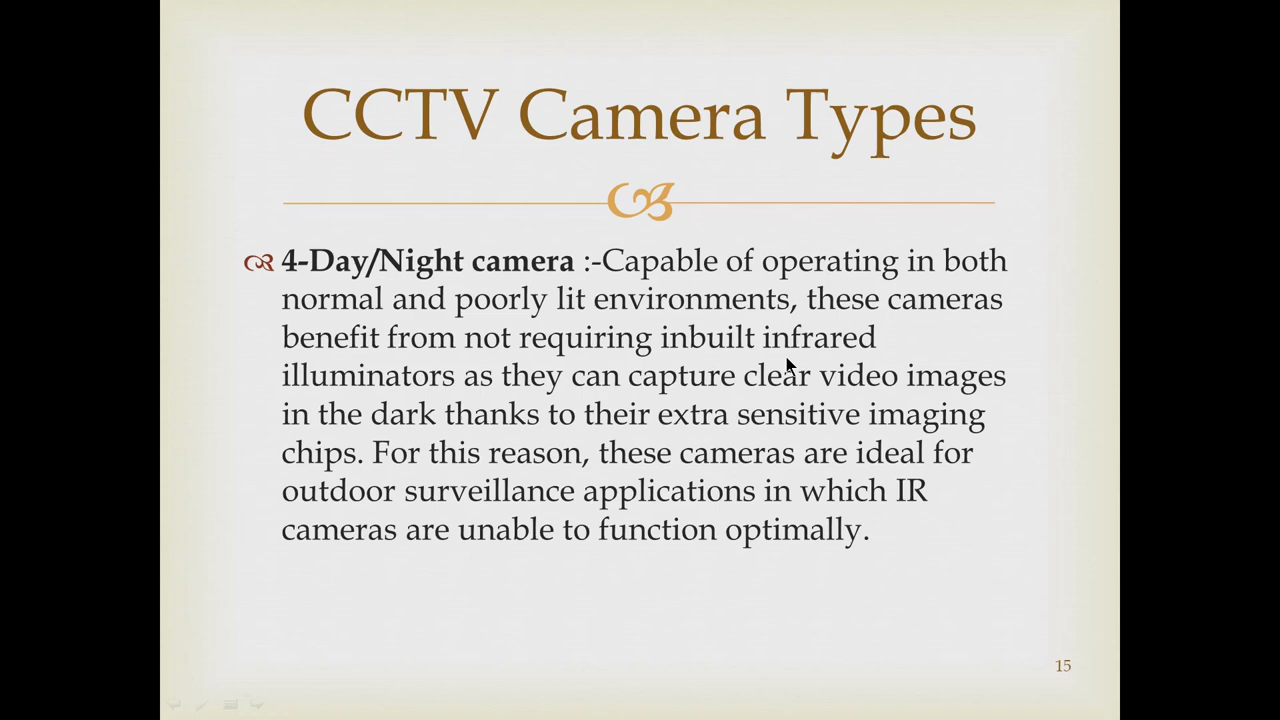 CCTV Camera Types
4-Day/Night camera :-Capable of operating in both
normal and poorly lit environments, these cameras
benefit from not requiring inbuilt infrared
illuminators as they can capture clear video images
in the dark thanks to their extra sensitive imaging
chips. For this reason, these cameras are ideal for
outdoor surveillance applications in which IR
cameras are unable to function optimally.
15